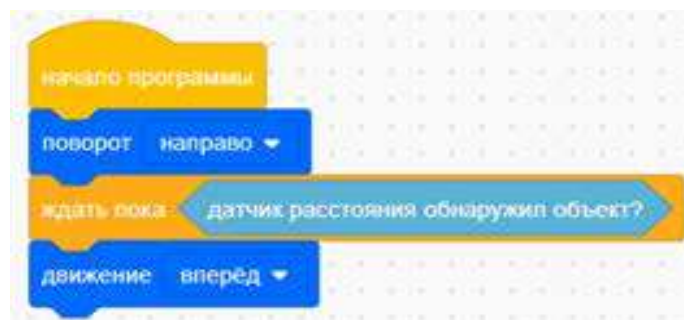 начало программы
поворот направо
ждать пока датчик расстояния обнаружил объект?
движение вперёд